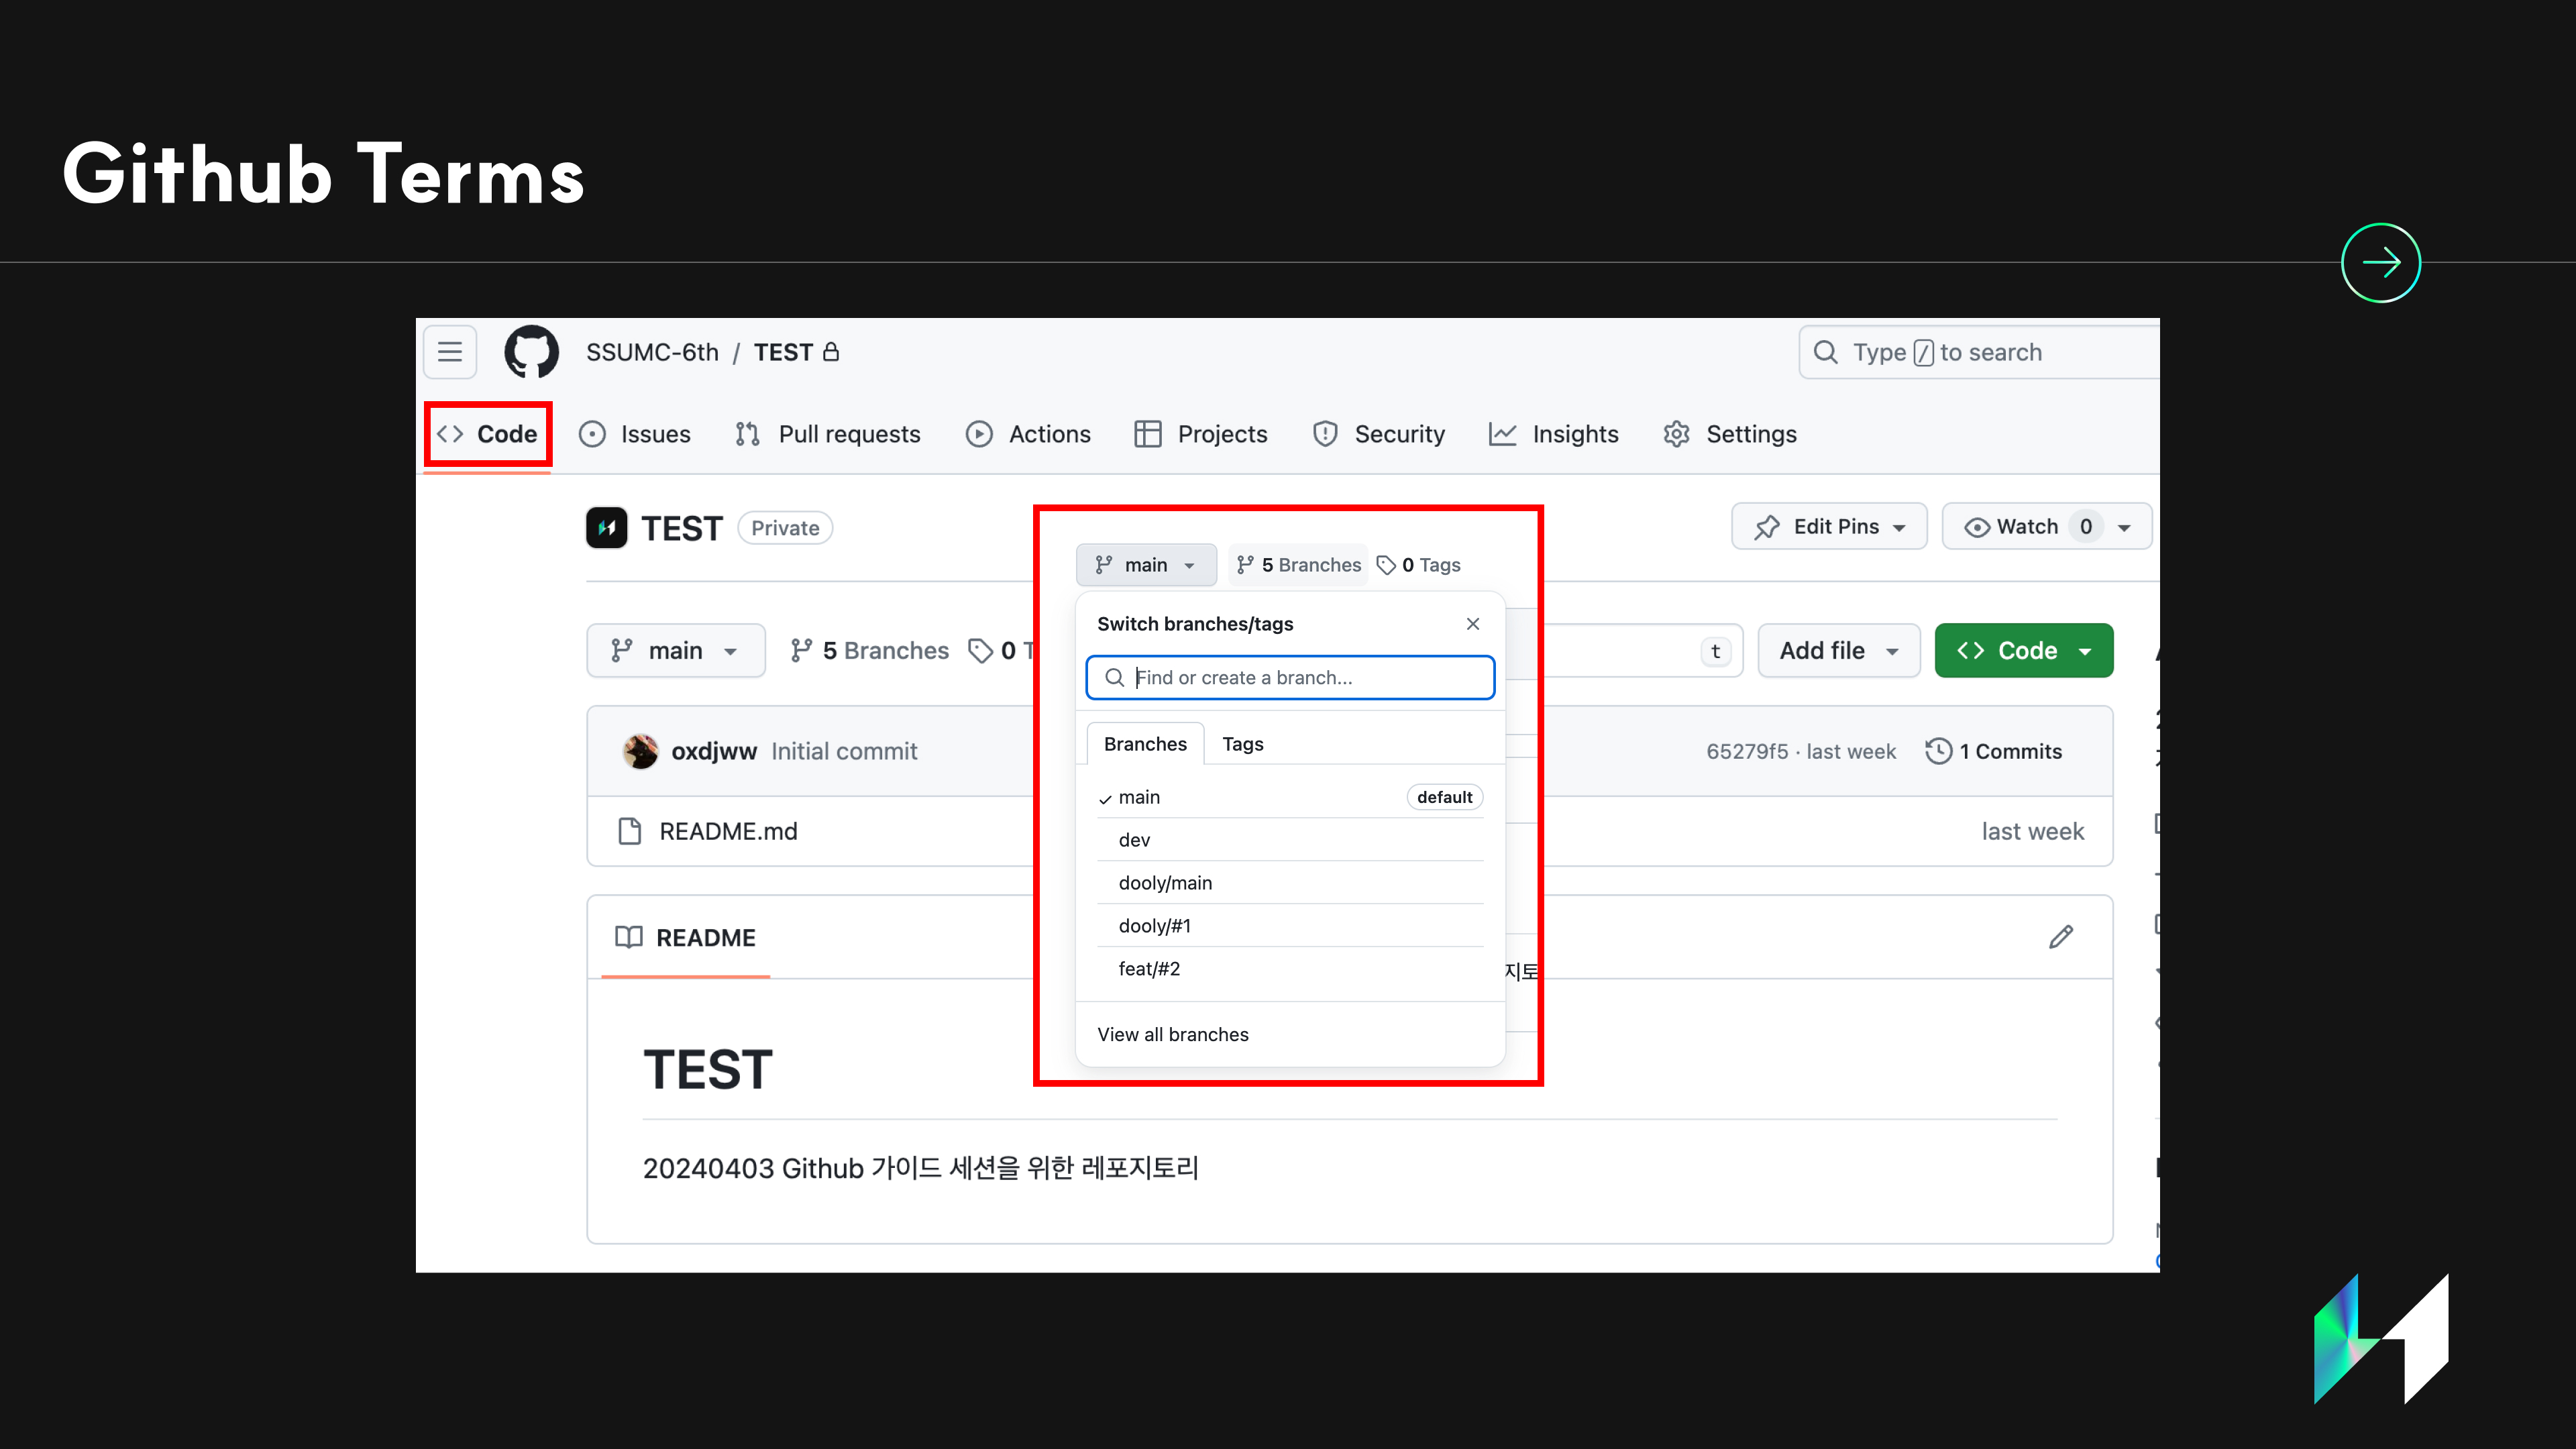 Github Terms
SSUMC-6th / TEST
Type / to search
Code
Issues
Pull requests
Actions
Projects
Security
Insights
Settings
TEST Private
Edit Pins
Watch 0
main
5 Branches
0 Tags
Switch branches/tags
Find or create a branch...
Branches
Tags
main default
dev
dooly/main
dooly/#1
feat/#2
View all branches
main
5 Branches
0 T
t
Add file
Code
oxdjww Initial commit
65279f5 · last week
1 Commits
README.md
last week
README
지토
TEST
20240403 Github 가이드 세션을 위한 레포지토리